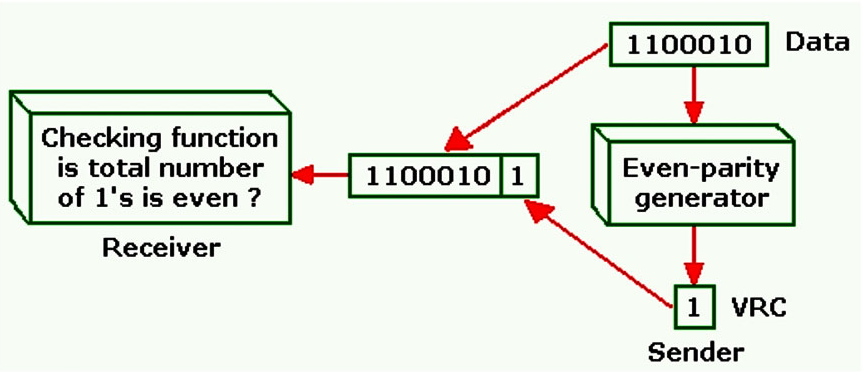 1100010 Data
Checking function
is total number
of 1's is even ?
Receiver
1100010 1
Even-parity
generator
1 VRC
Sender